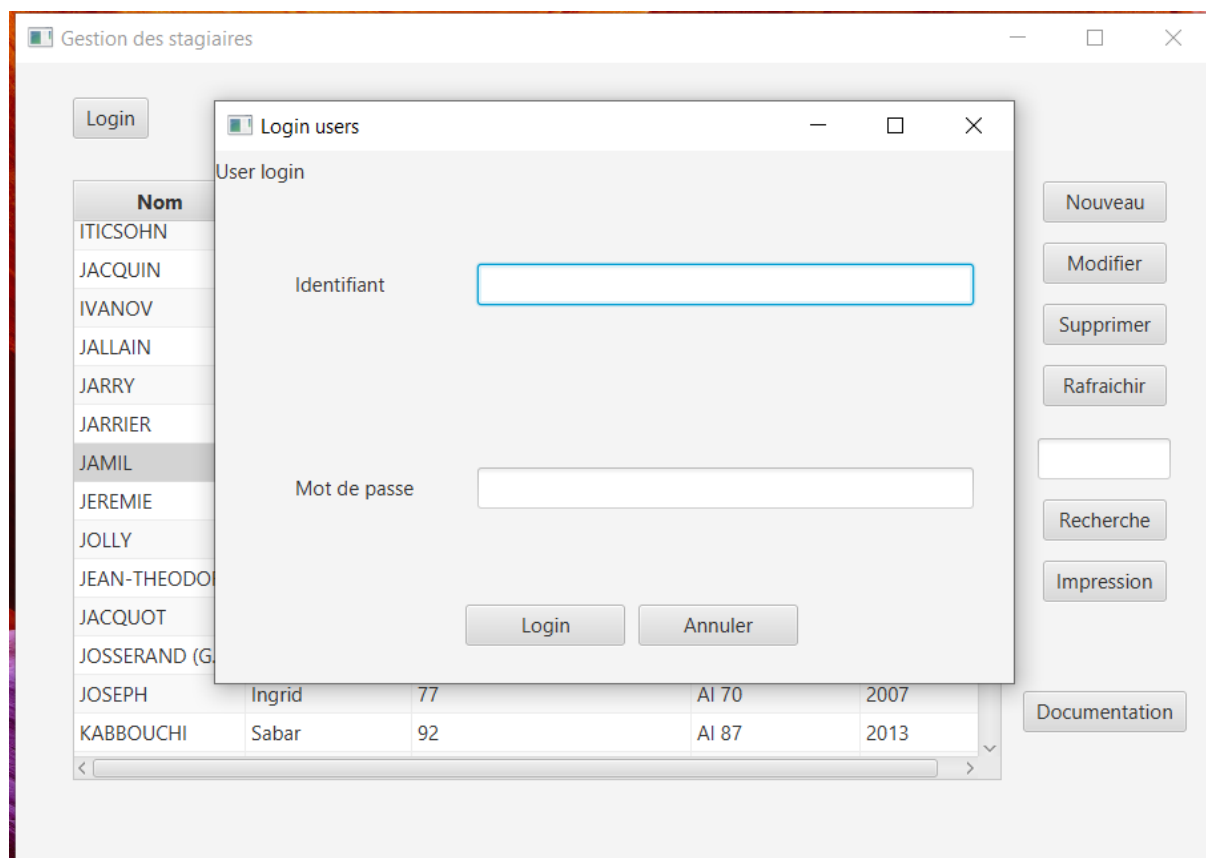 Gestion des stagiaires
Login
Login users
User login
Nom
Nouveau
ITICSOHN
JACQUIN
Modifier
Identifiant
IVANOV
Supprimer
JALLAIN
JARRY
Rafraichir
JARRIER
JAMIL
Mot de passe
JEREMIE
Recherche
JOLLY
JEAN-THEODO
Impression
JACQUOT
Login Annuler
JOSSERAND (G.
JOSEPH Ingrid 77 AI 70 2007
Documentation
KABBOUCHI Sabar 92 AI 87 2013